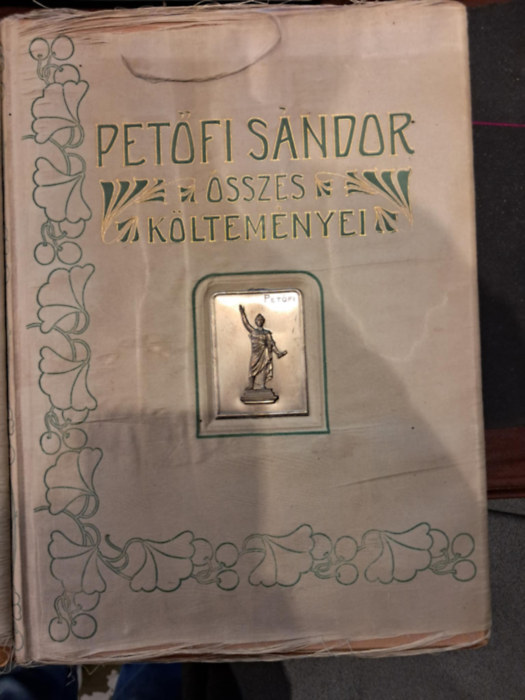 PETŐFI SÁNDOR
ÖSSZES
KÖLTEMÉNYEI
PETŐFI